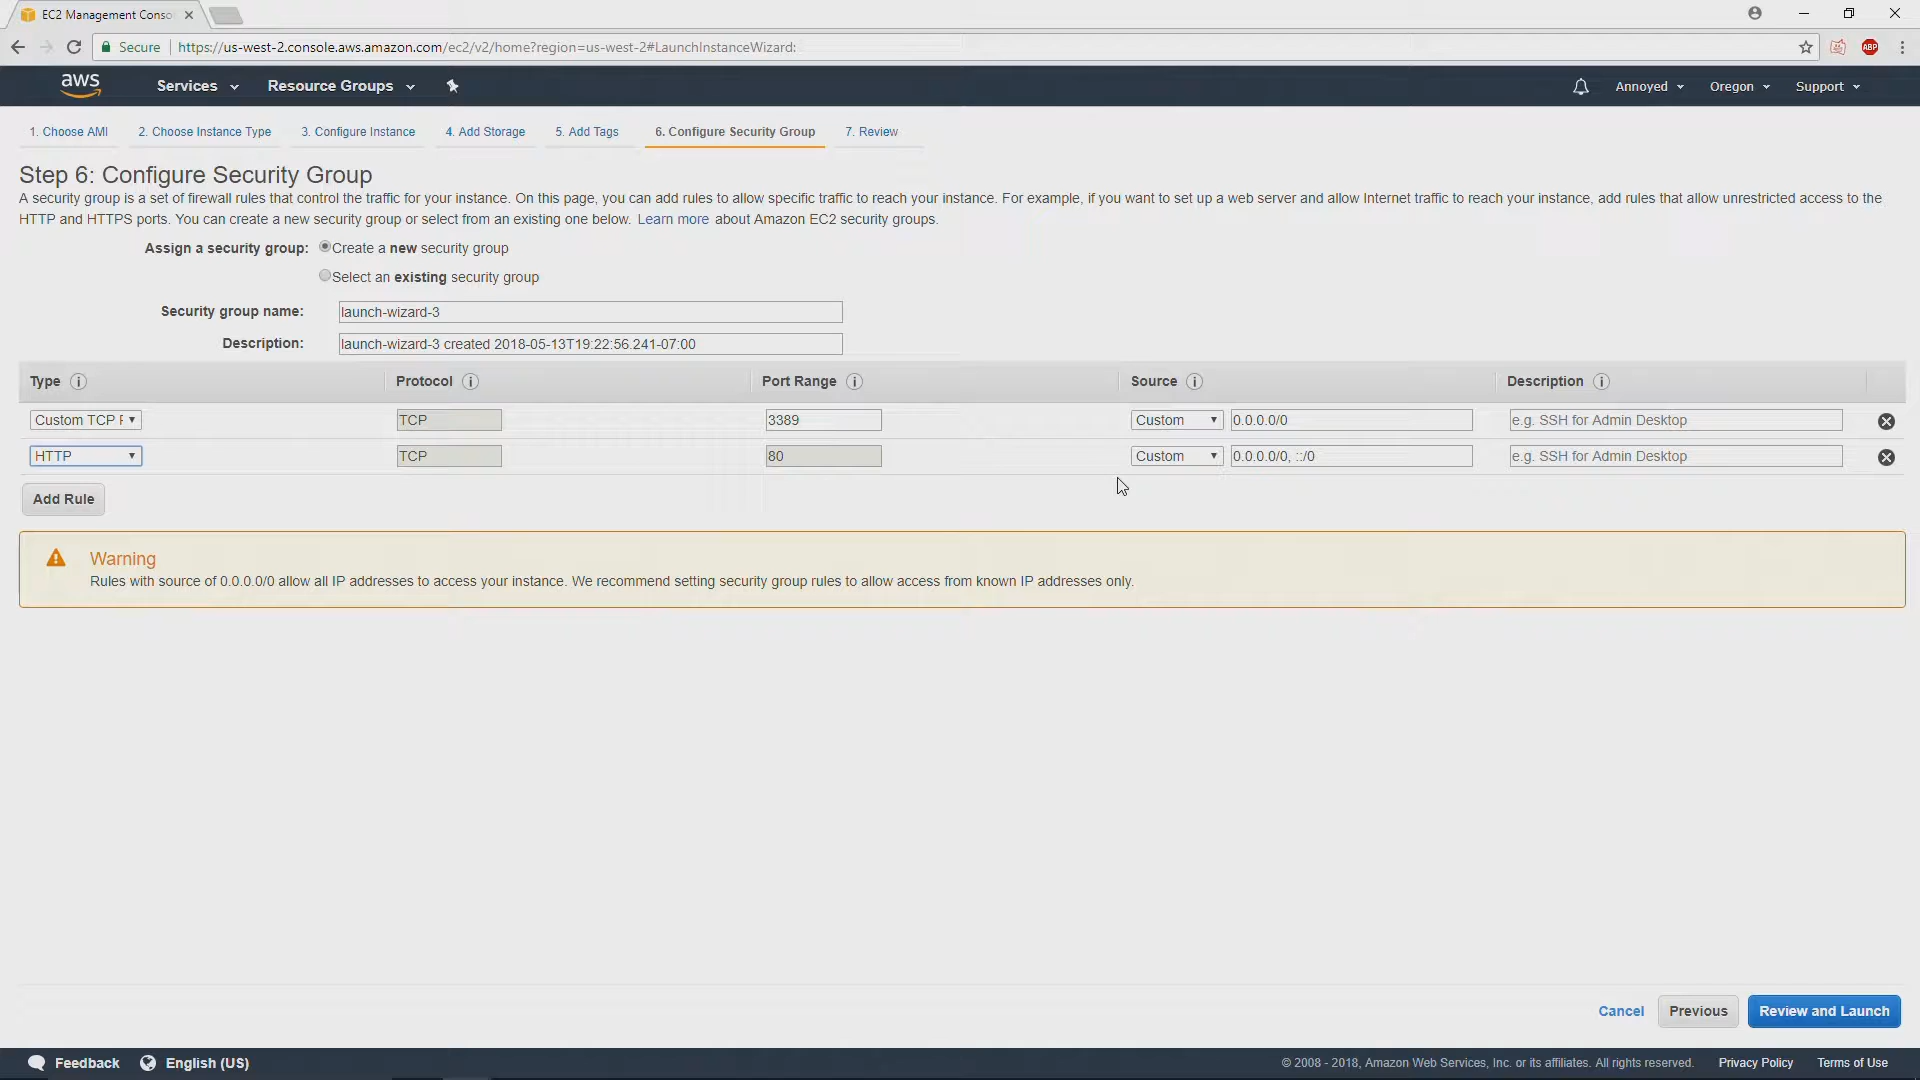 EC2 Management Conso
Secure
https://us-west-2.console.aws.amazon.com/ec2/v2/home?region=us-west-2#LaunchInstanceWizard:
ABP
aws
Services
Resource Groups
Annoyed
Oregon
Support
1. Choose AMI
2. Choose Instance Type
3. Configure Instance
4. Add Storage
5. Add Tags
6. Configure Security Group
7. Review
Step 6: Configure Security Group
A security group is a set of firewall rules that control the traffic for your instance. On this page, you can add rules to allow specific traffic to reach your instance. For example, if you want to set up a web server and allow Internet traffic to reach your instance, add rules that allow unrestricted access to the
HTTP and HTTPS ports. You can create a new security group or select from an existing one below. Learn more about Amazon EC2 security groups.
Assign a security group:
Create a new security group
Select an existing security group
Security group name:
launch-wizard-3
Description:
launch-wizard-3 created 2018-05-13T19:22:56.241-07:00
Type
Protocol
Port Range
Source
Description
Custom TCP
TCP
3389
Custom
0.0.0.0/0
e.g. SSH for Admin Desktop
HTTP
TCP
80
Custom
0.0.0.0/0, ::/0
e.g. SSH for Admin Desktop
Add Rule
Warning
Rules with source of 0.0.0.0/0 allow all IP addresses to access your instance. We recommend setting security group rules to allow access from known IP addresses only.
Cancel
Previous
Review and Launch
Feedback
English (US)
© 2008 - 2018, Amazon Web Services, Inc. or its affiliates. All rights reserved.
Privacy Policy
Terms of Use